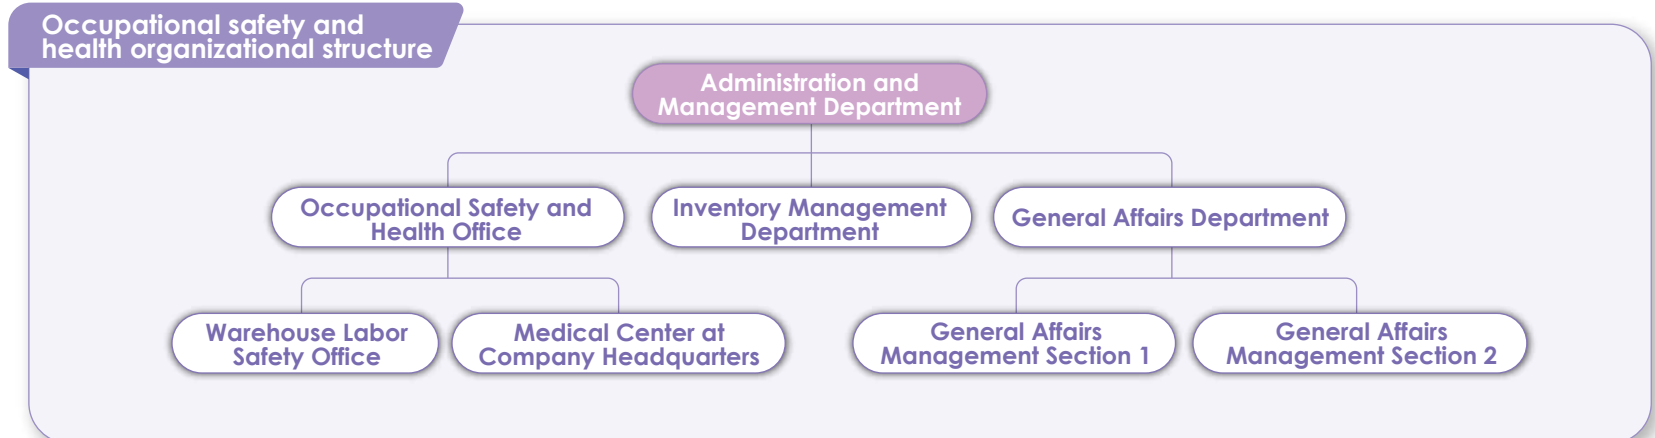 Occupational safety and
health organizational structure
Administration and
Management Department
Occupational Safety and
Health Office
Inventory Management
Department
General Affairs Department
Warehouse Labor
Safety Office
Medical Center at
Company Headquarters
General Affairs
Management Section 1
General Affairs
Management Section 2